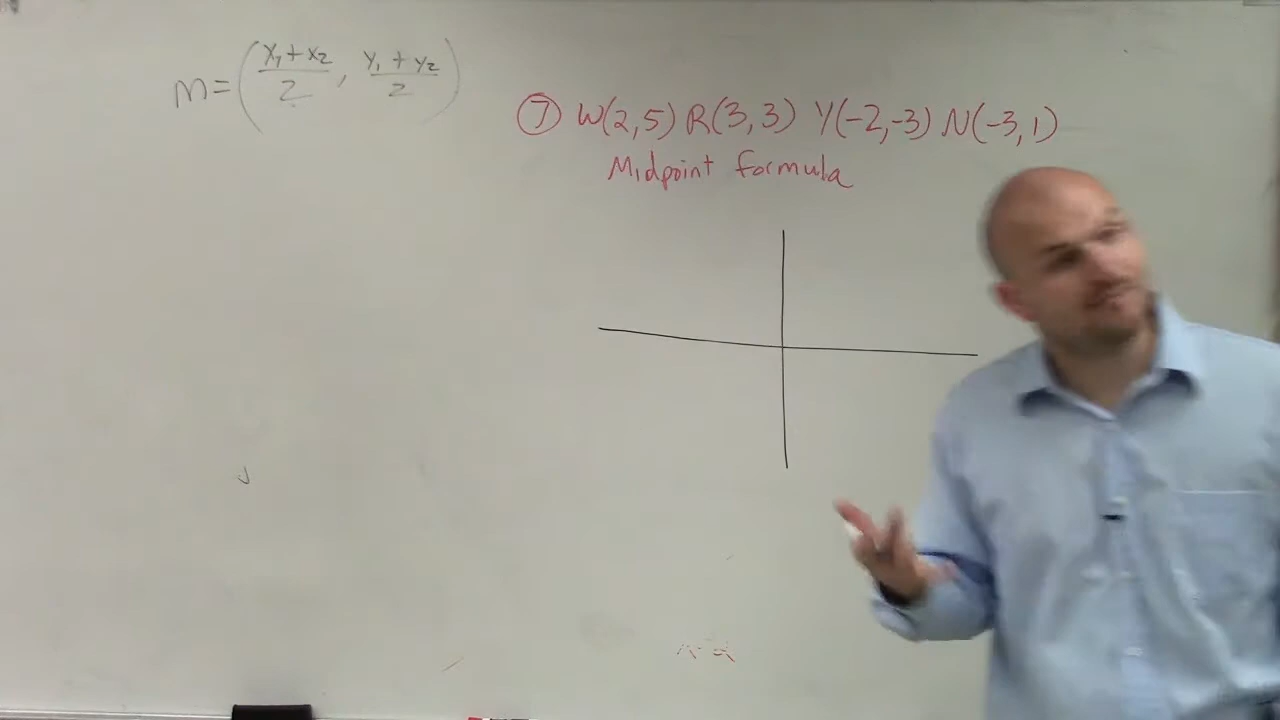 m=(x₁+x₂/2, y₁+y₂/2)
⑦ W(2,5) R(3,3) Y(-2,-3) N(-3,1)
Midpoint formula